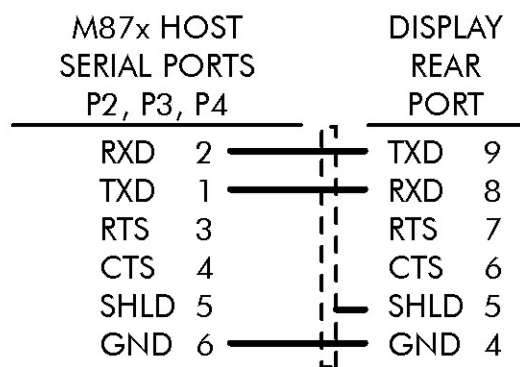 M87x HOST DISPLAY
SERIAL PORTS REAR
P2, P3, P4 PORT
RXD 2 TXD 9
TXD 1 RXD 8
RTS 3 RTS 7
CTS 4 CTS 6
SHLD 5 SHLD 5
GND 6 GND 4